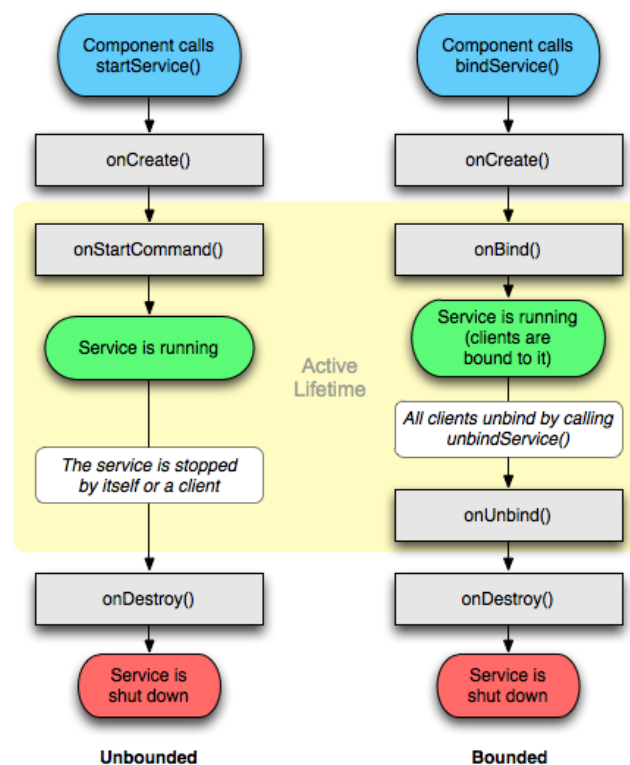 Component calls
startService()
onCreate()
onStartCommand()
Service is running
The service is stopped
by itself or a client
onDestroy()
Service is
shut down
Unbounded
Active
Lifetime
Component calls
bindService()
onCreate()
onBind()
Service is running
(clients are
bound to it)
All clients unbind by calling
unbindService()
onUnbind()
onDestroy()
Service is
shut down
Bounded